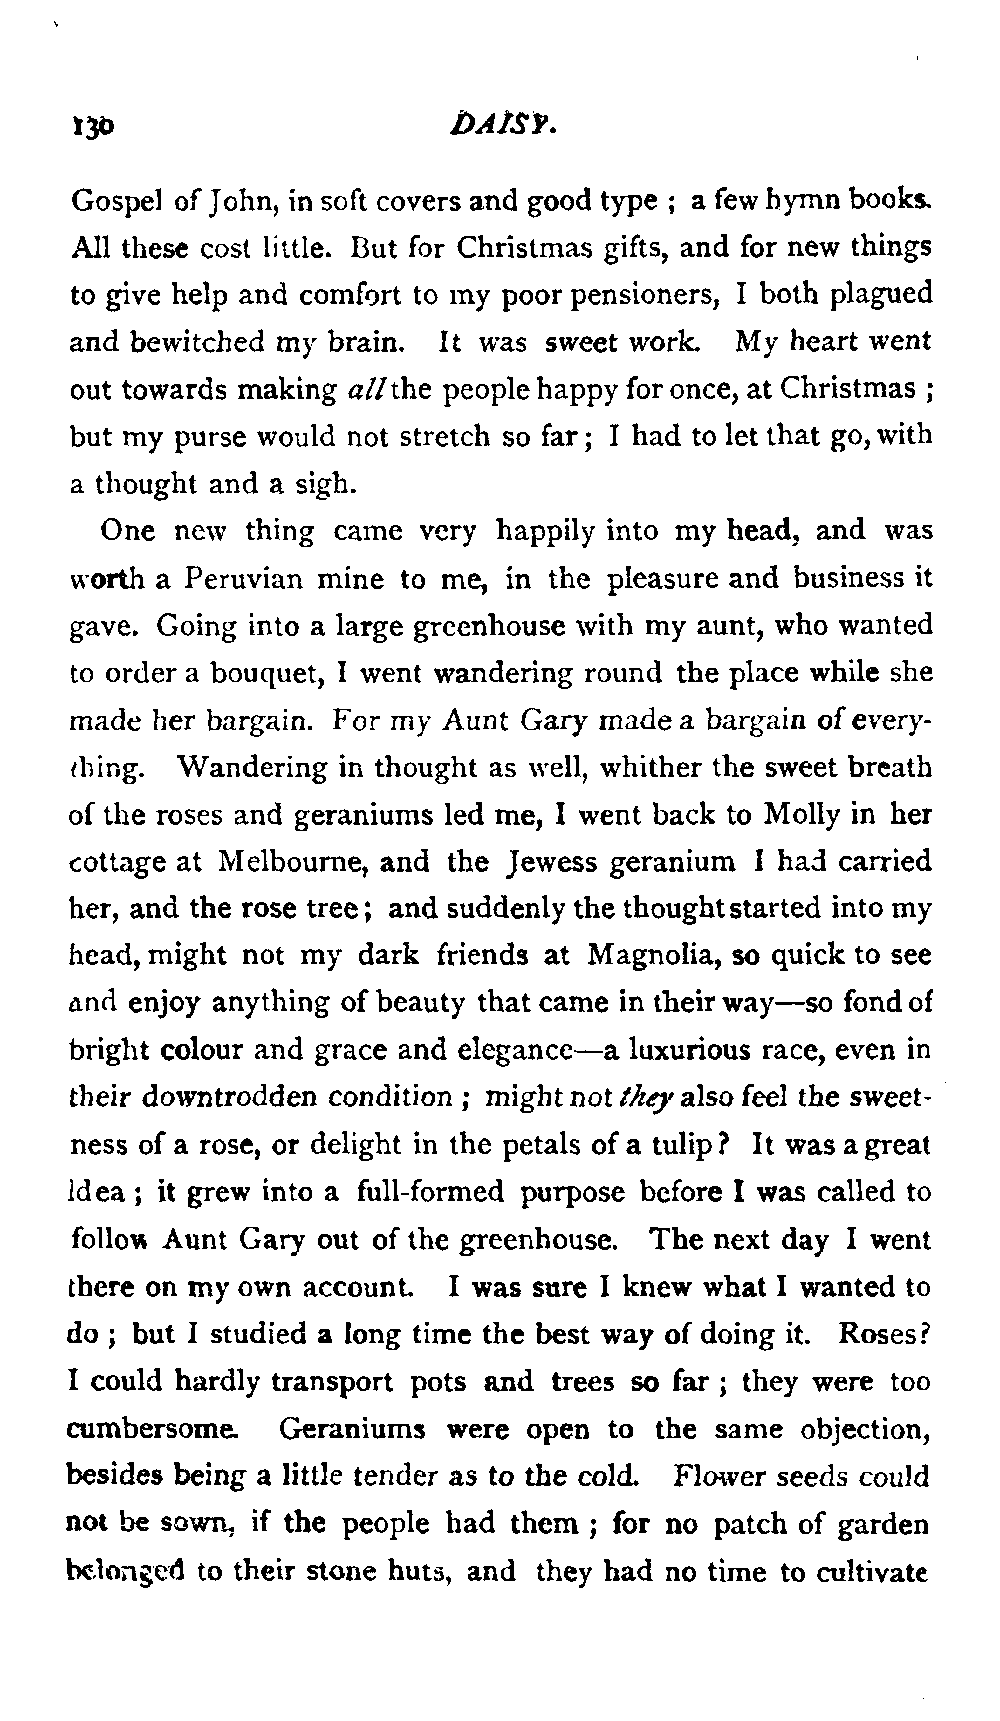 130 DAISY.
Gospel of John, in soft covers and good type ; a few hymn books.
All these cost little. But for Christmas gifts, and for new things
to give help and comfort to my poor pensioners, I both plagued
and bewitched my brain. It was sweet work. My heart went
out towards making all the people happy for once, at Christmas ;
but my purse would not stretch so far ; I had to let that go, with
a thought and a sigh.
One new thing came very happily into my head, and was
worth a Peruvian mine to me, in the pleasure and business it
gave. Going into a large greenhouse with my aunt, who wanted
to order a bouquet, I went wandering round the place while she
made her bargain. For my Aunt Gary made a bargain of every-
thing. Wandering in thought as well, whither the sweet breath
of the roses and geraniums led me, I went back to Molly in her
cottage at Melbourne, and the Jewess geranium I had carried
her, and the rose tree ; and suddenly the thought started into my
head, might not my dark friends at Magnolia, so quick to see
and enjoy anything of beauty that came in their way—so fond of
bright colour and grace and elegance—a luxurious race, even in
their downtrodden condition ; might not they also feel the sweet-
ness of a rose, or delight in the petals of a tulip ? It was a great
idea ; it grew into a full-formed purpose before I was called to
follow Aunt Gary out of the greenhouse. The next day I went
there on my own account. I was sure I knew what I wanted to
do ; but I studied a long time the best way of doing it. Roses?
I could hardly transport pots and trees so far ; they were too
cumbersome. Geraniums were open to the same objection,
besides being a little tender as to the cold. Flower seeds could
not be sown, if the people had them ; for no patch of garden
belonged to their stone huts, and they had no time to cultivate